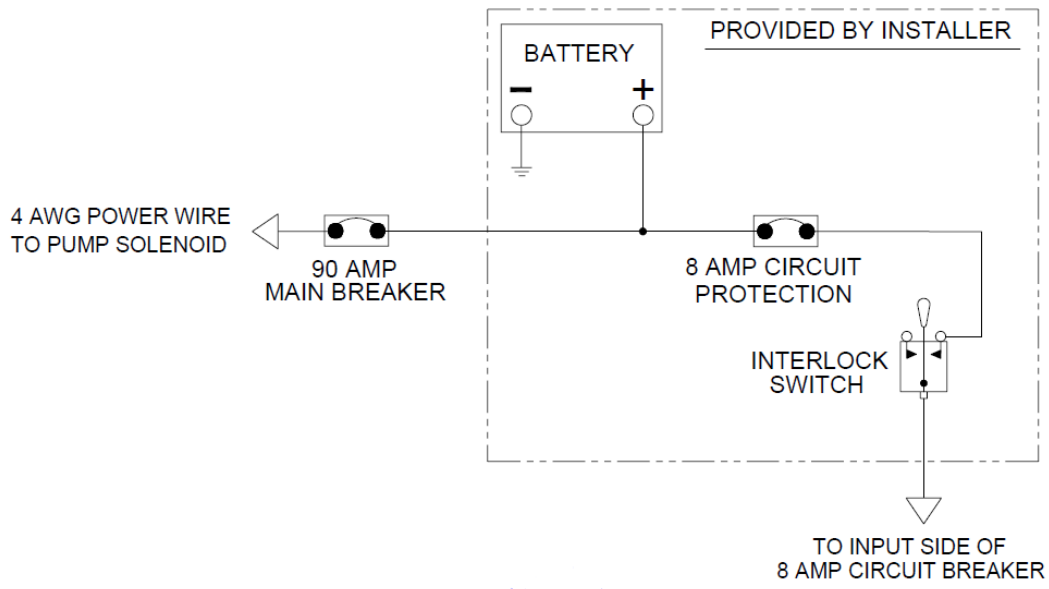 PROVIDED BY INSTALLER
BATTERY
− +
4 AWG POWER WIRE
TO PUMP SOLENOID
90 AMP
MAIN BREAKER
8 AMP CIRCUIT
PROTECTION
INTERLOCK
SWITCH
TO INPUT SIDE OF
8 AMP CIRCUIT BREAKER